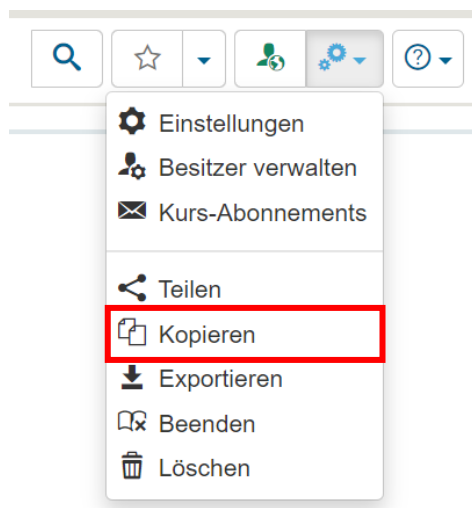 Einstellungen
Besitzer verwalten
Kurs-Abonnements
Teilen
Kopieren
Exportieren
Beenden
Löschen